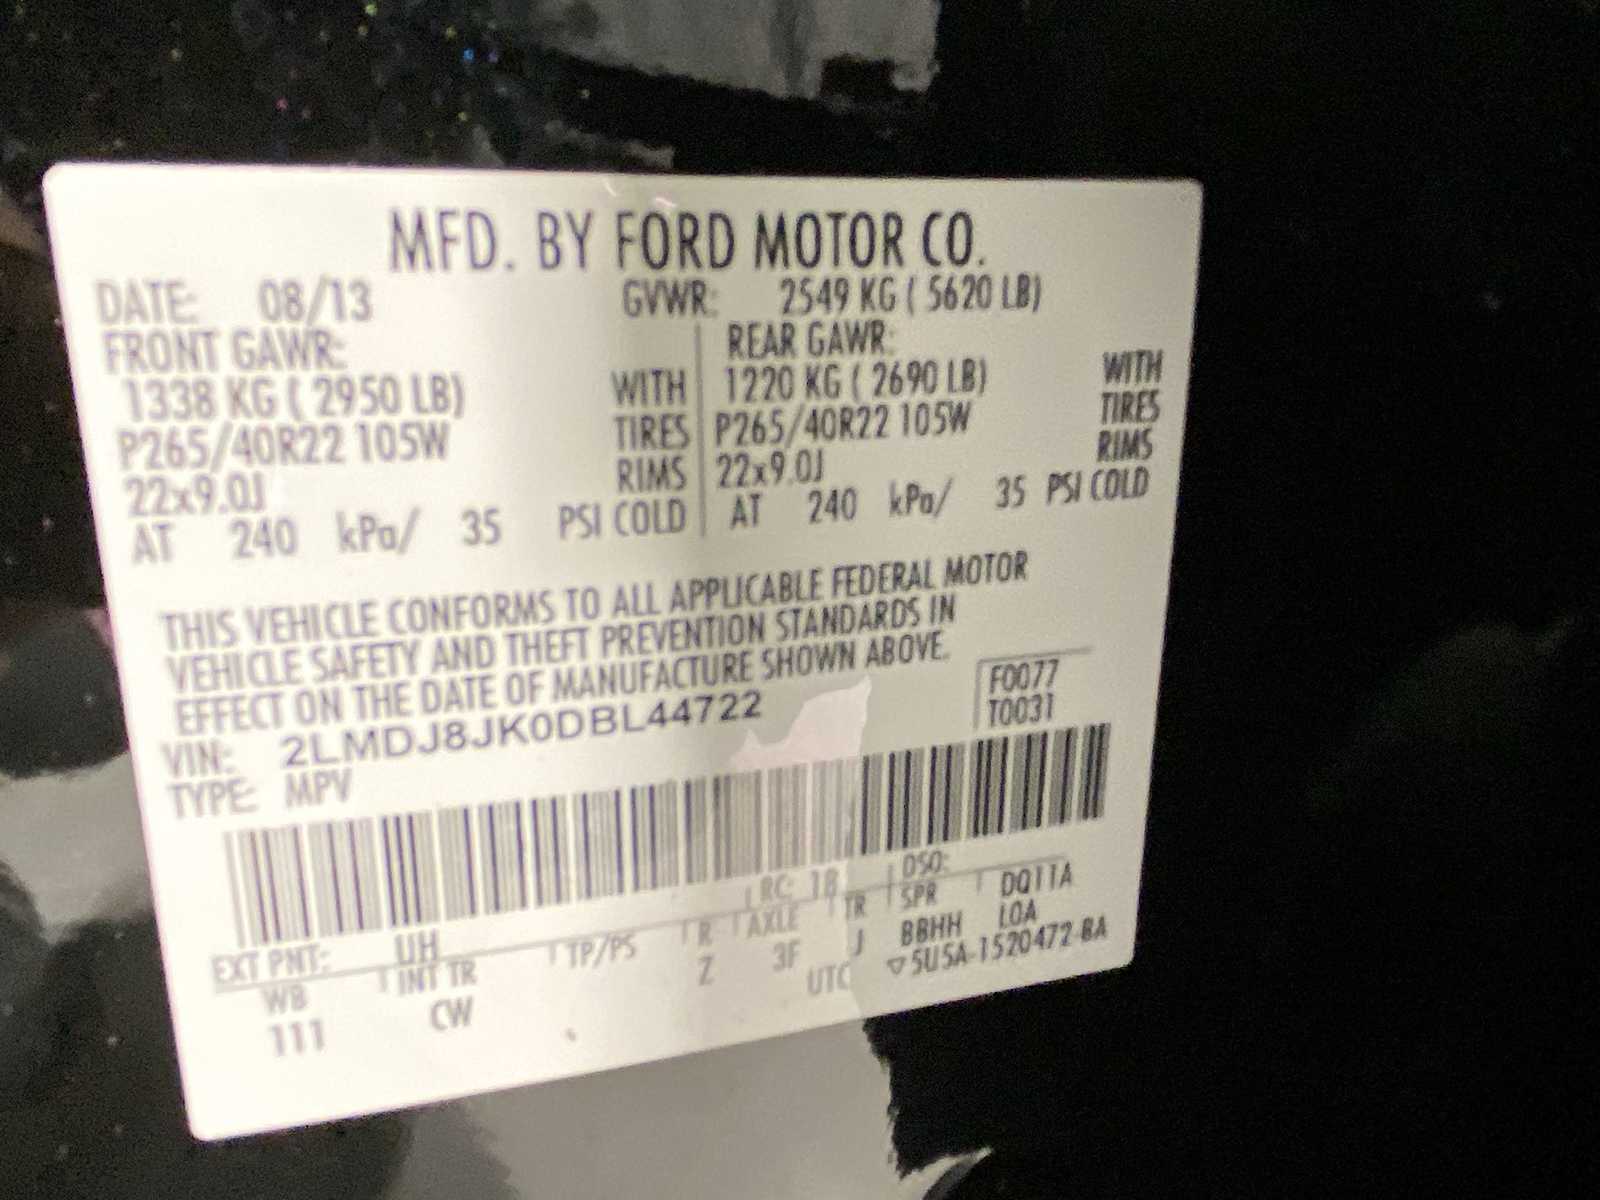 MFD. BY FORD MOTOR CO.
DATE: 08/13 GVWR: 2549 KG ( 5620 LB)
FRONT GAWR: REAR GAWR:
1338 KG ( 2950 LB) WITH 1220 KG ( 2690 LB) WITH
P265/40R22 105W TIRES P265/40R22 105W TIRES
22x9.0J RIMS 22x9.0J RIMS
AT 240 kPa/ 35 PSI COLD AT 240 kPa/ 35 PSI COLD
THIS VEHICLE CONFORMS TO ALL APPLICABLE FEDERAL MOTOR
VEHICLE SAFETY AND THEFT PREVENTION STANDARDS IN
EFFECT ON THE DATE OF MANUFACTURE SHOWN ABOVE.
F0077
T0031
VIN: 2LMDJ8JK0DBL44722
TYPE: MPV
EXT PNT: UH RC: 18 DSO:
WB INT TR TP/PS R AXLE TR SPR DQ11A
111 CW Z 3F J BBHH LOA
UTC ▽5U5A-1520472-BA